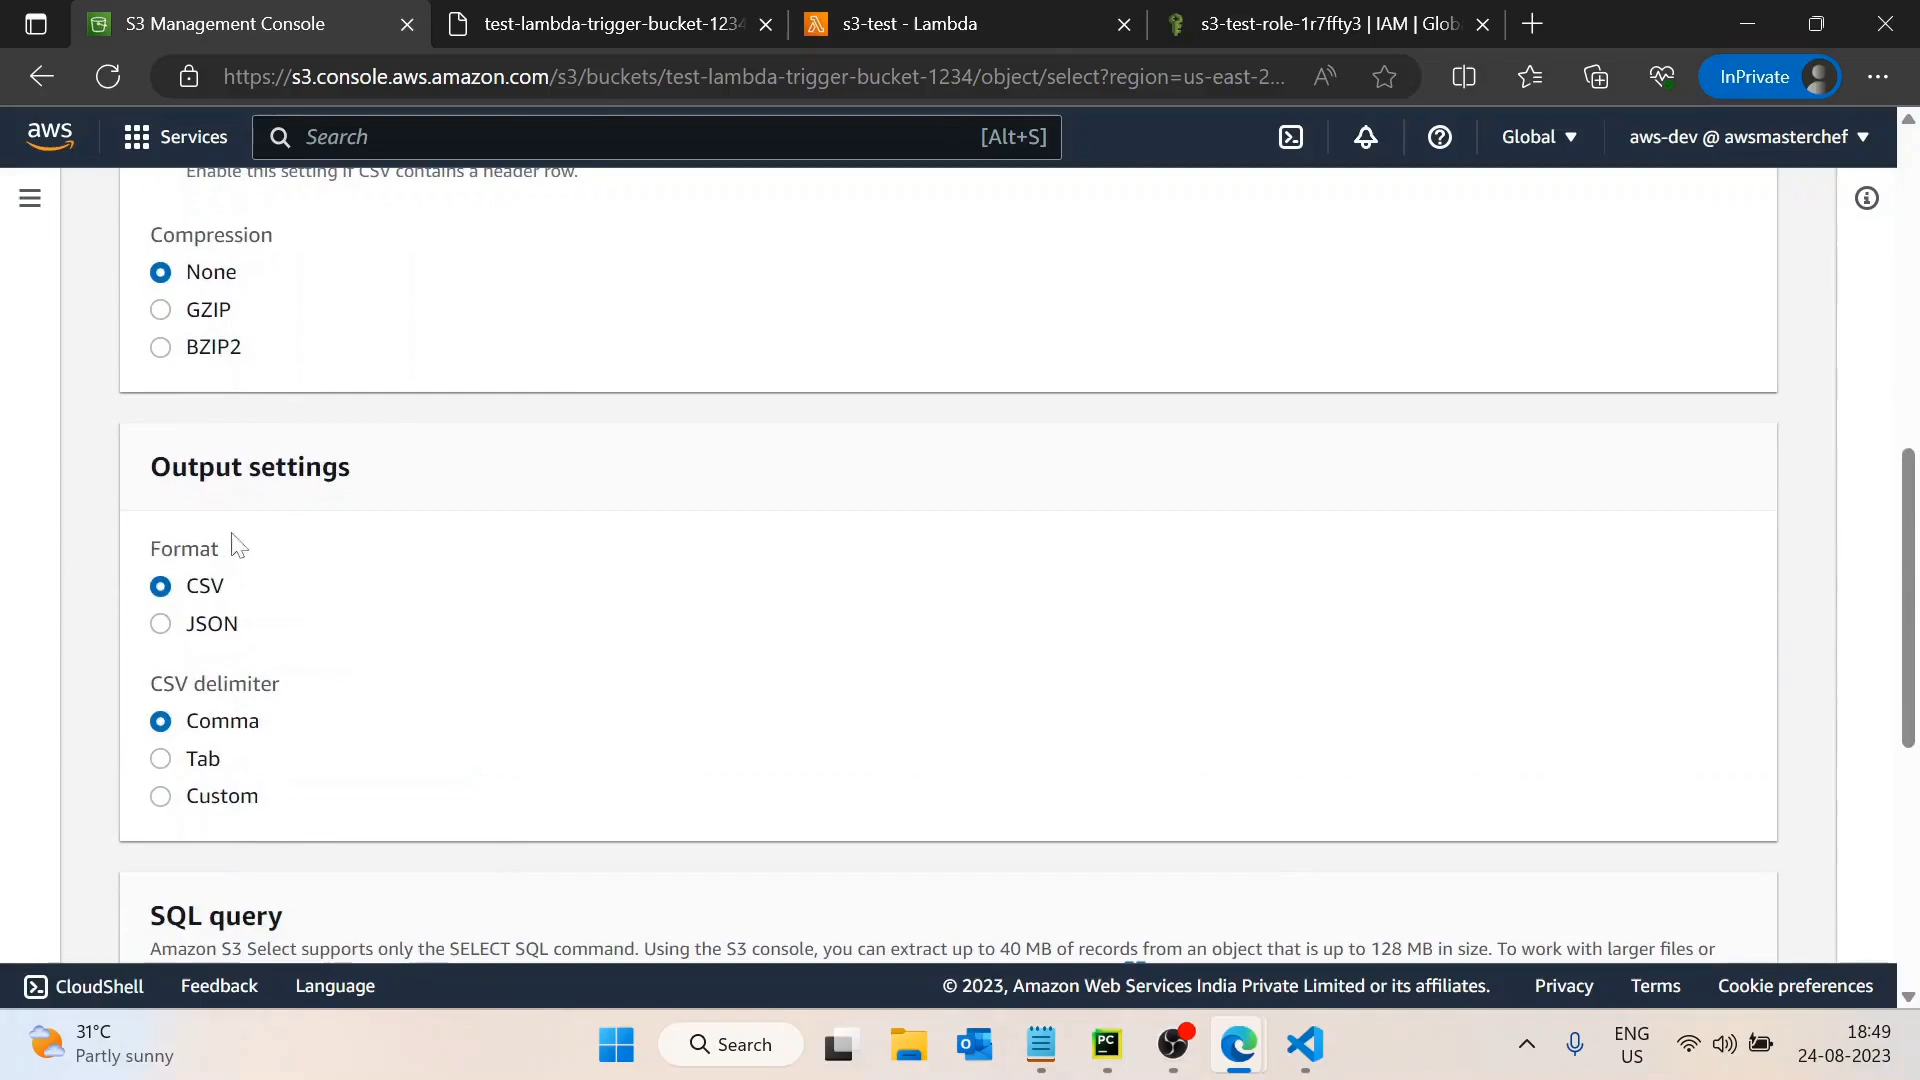 S3 Management Console
test-lambda-trigger-bucket-1234
s3-test - Lambda
s3-test-role-1r7ffty3 | IAM | Glob
https://s3.console.aws.amazon.com/s3/buckets/test-lambda-trigger-bucket-1234/object/select?region=us-east-2...
InPrivate
aws
Services
Search
[Alt+S]
Global
aws-dev @ awsmasterchef
Enable this setting if CSV contains a header row.
Compression
None
GZIP
BZIP2
Output settings
Format
CSV
JSON
CSV delimiter
Comma
Tab
Custom
SQL query
Amazon S3 Select supports only the SELECT SQL command. Using the S3 console, you can extract up to 40 MB of records from an object that is up to 128 MB in size. To work with larger files or
CloudShell
Feedback
Language
© 2023, Amazon Web Services India Private Limited or its affiliates.
Privacy
Terms
Cookie preferences
31°C
Partly sunny
Search
PC
ENG
US
18:49
24-08-2023